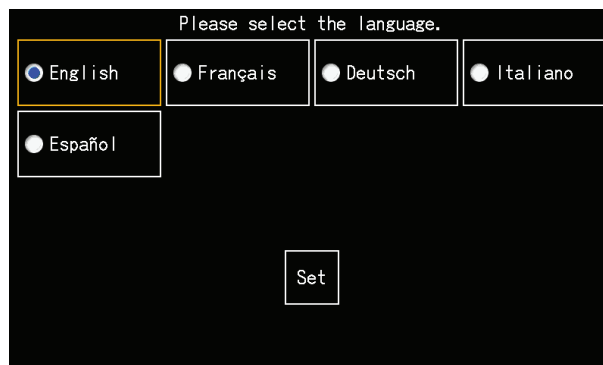 Please select the language.
English Français Deutsch Italiano
Español
Set